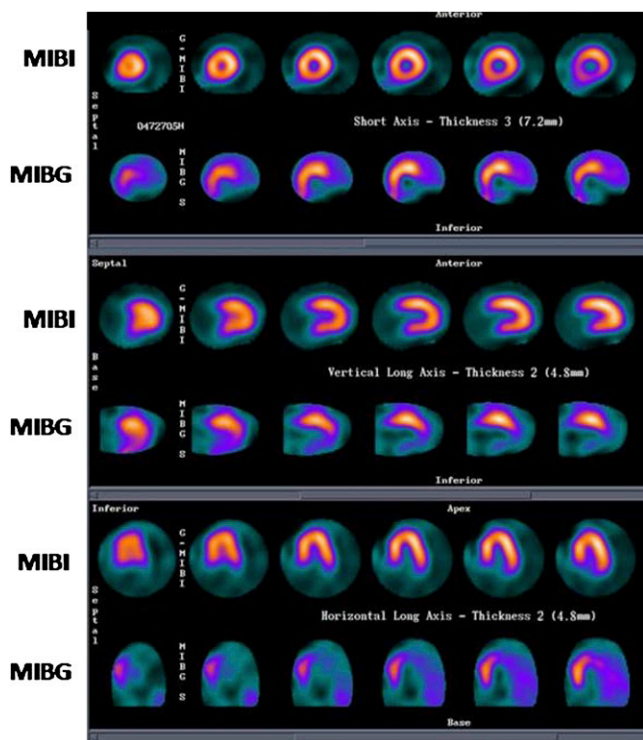 Anterior
MIBI
G-MIBI
Septal
0472705H
Short Axis - Thickness 3 (7.2mm)
MIBG
MIBG S
Inferior
Septal
Anterior
MIBI
G-MIBI
Base
Vertical Long Axis - Thickness 2 (4.8mm)
MIBG
MIBG S
Inferior
Inferior
Apex
MIBI
G-MIBI
Septal
Horizontal Long Axis - Thickness 2 (4.8mm)
MIBG
MIBG S
Base